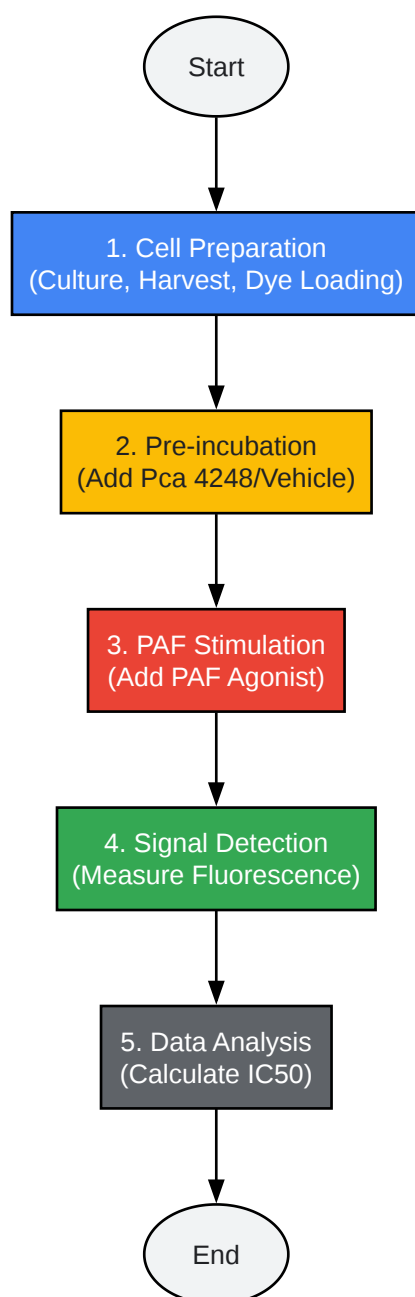 Start
1. Cell Preparation
(Culture, Harvest, Dye Loading)
2. Pre-incubation
(Add Pca 4248/Vehicle)
3. PAF Stimulation
(Add PAF Agonist)
4. Signal Detection
(Measure Fluorescence)
5. Data Analysis
(Calculate IC50)
End